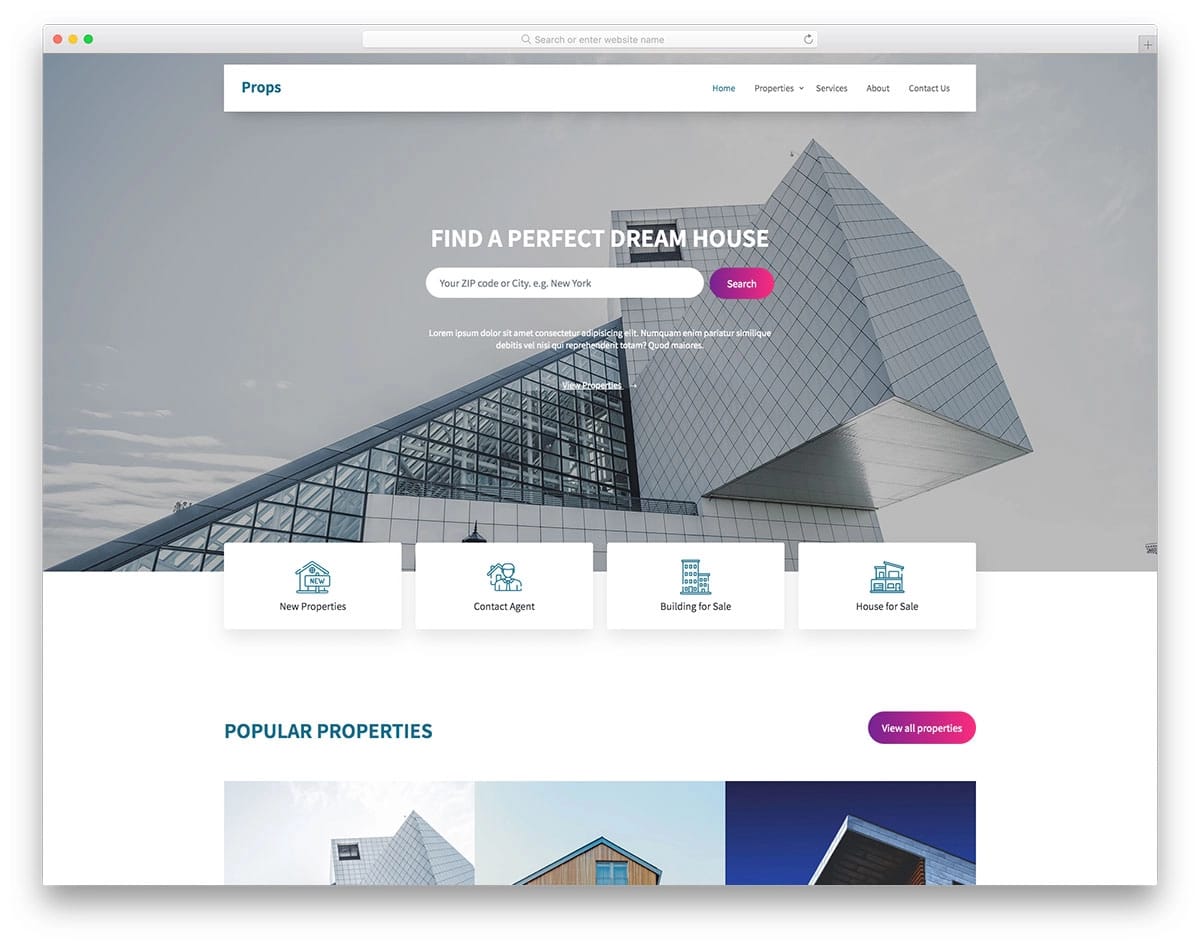 Search or enter website name
Props
Home Properties Services About Contact Us
FIND A PERFECT DREAM HOUSE
Your ZIP code or City. e.g. New York Search
Lorem ipsum dolor sit amet consectetur adipisicing elit. Numquam enim pariatur similique
debitis vel nisi qui reprehenderit totam? Quod maiores.
View Properties →
NEW
New Properties Contact Agent Building for Sale House for Sale
POPULAR PROPERTIES View all properties